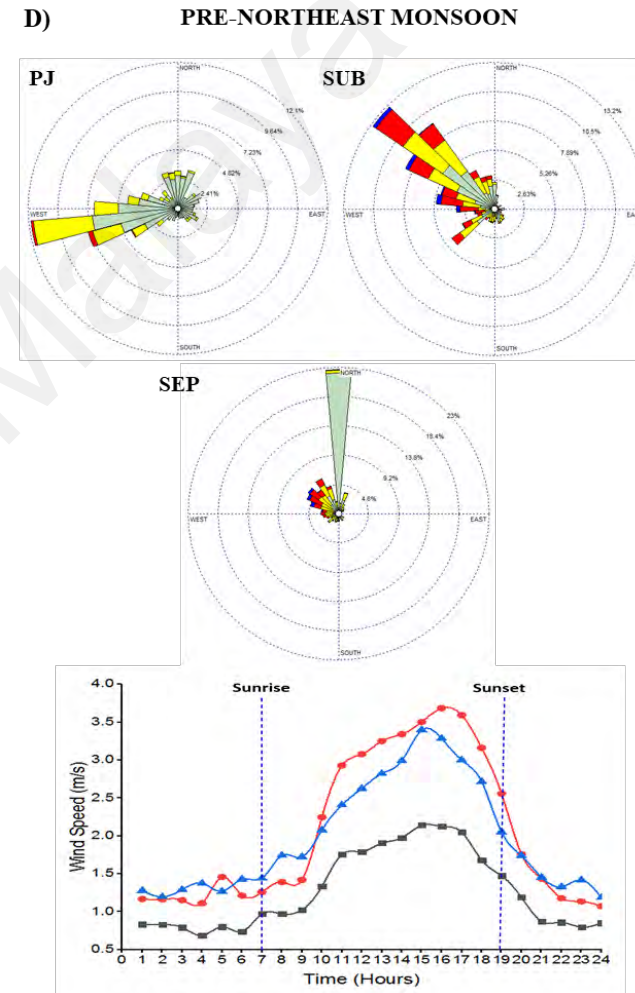 D) PRE-NORTHEAST MONSOON
PJ
NORTH
12.1%
9.64%
7.23%
4.82%
2.41%
WEST
EAST
SOUTH
SUB
NORTH
13.2%
10.5%
7.89%
5.26%
2.63%
WEST
EAST
SOUTH
SEP
NORTH
23%
18.4%
13.8%
9.2%
4.6%
WEST
EAST
SOUTH
Sunrise
Sunset
4.0
3.5
3.0
2.5
2.0
1.5
1.0
0.5
Wind Speed (m/s)
0 1 2 3 4 5 6 7 8 9 10 11 12 13 14 15 16 17 18 19 20 21 22 23 24
Time (Hours)
Malaya